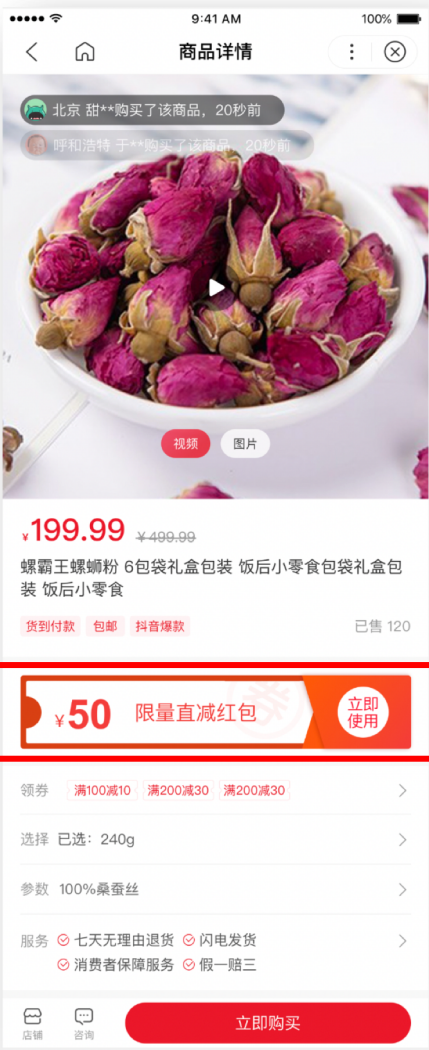 9:41 AM 100%
商品详情
北京 甜**购买了该商品，20秒前
呼和浩特 于**购买了该商品，20秒前
视频 图片
¥199.99 ¥499.99
螺霸王螺蛳粉 6包袋礼盒包装 饭后小零食包袋礼盒包
装 饭后小零食
货到付款 包邮 抖音爆款 已售 120
¥50 限量直减红包 立即
使用
券
领券 满100减10 满200减30 满200减30
选择 已选：240g
参数 100%桑蚕丝
服务 七天无理由退货 闪电发货
消费者保障服务 假一赔三
店铺 咨询 立即购买